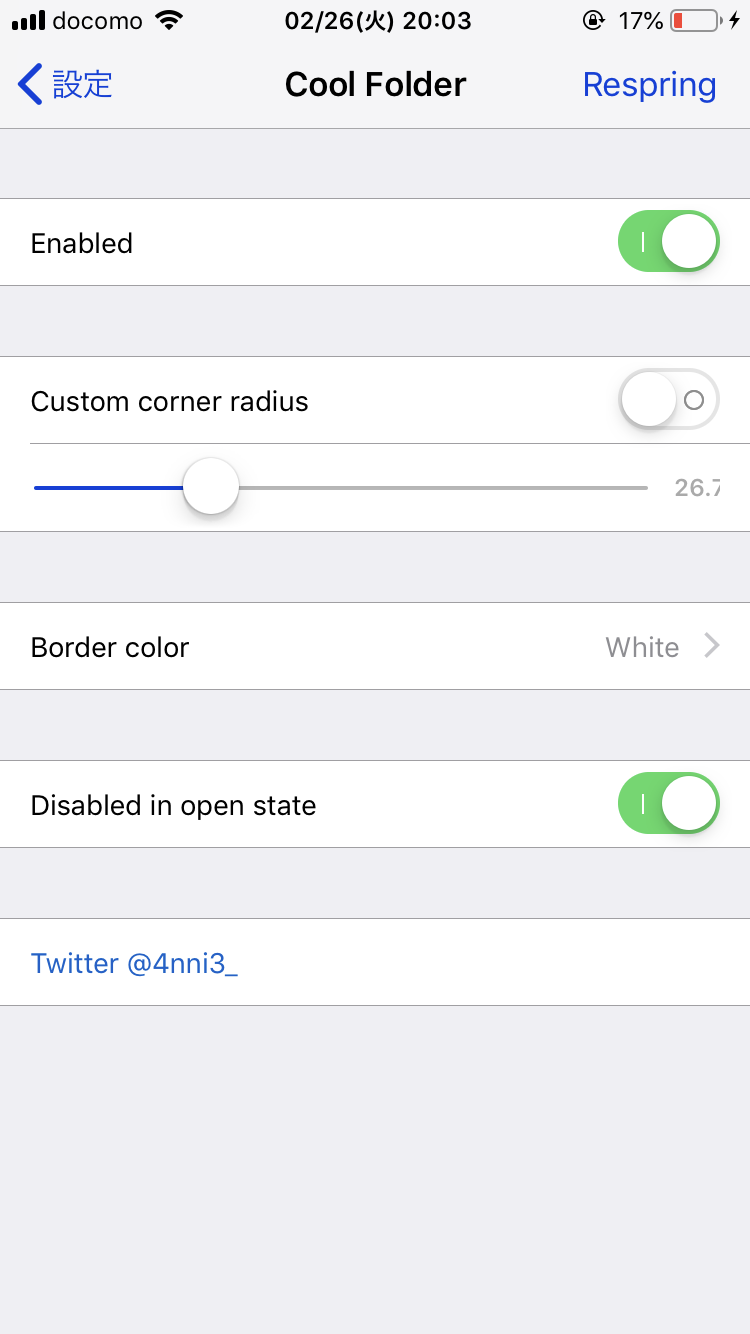 docomo 02/26(火) 20:03 17%
設定 Cool Folder Respring
Enabled
Custom corner radius
26.7
Border color White
Disabled in open state
Twitter @4nni3_